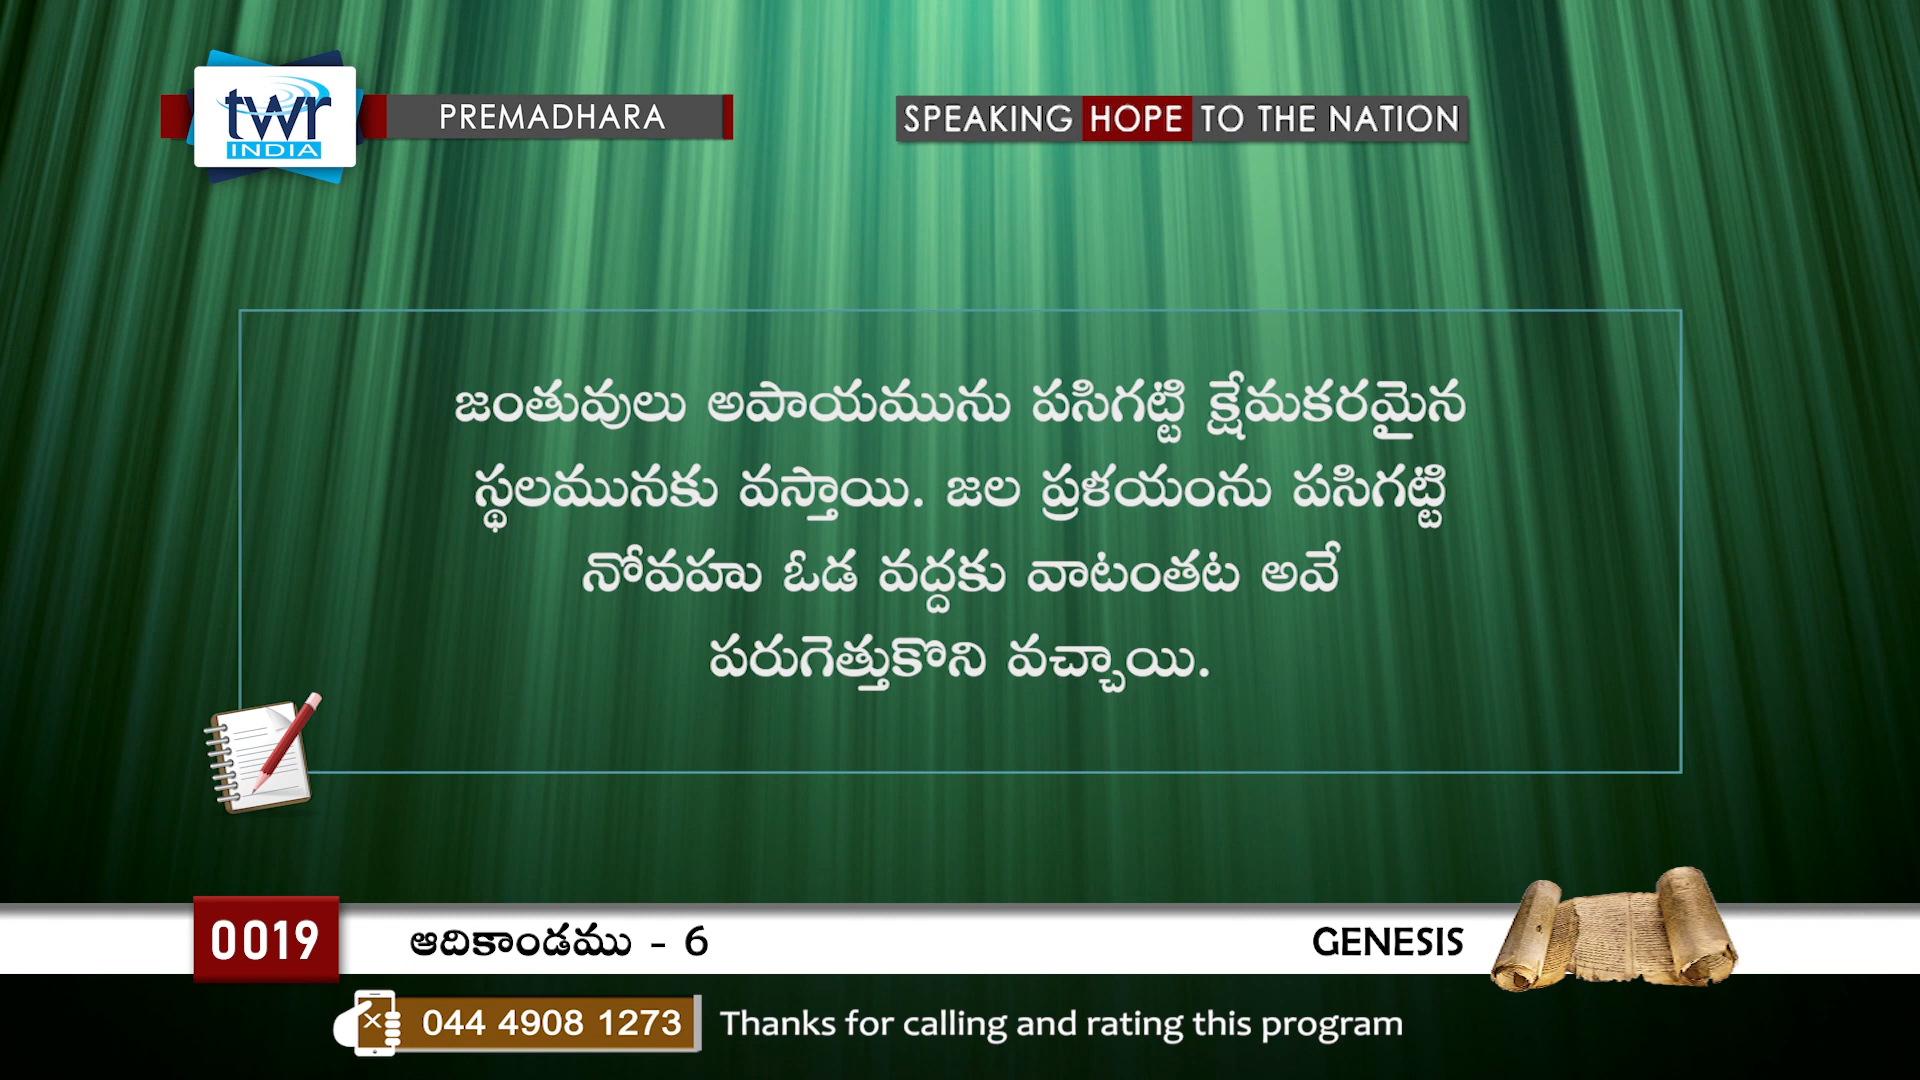 twr
INDIA
PREMADHARA
SPEAKING HOPE TO THE NATION
జంతువులు అపాయమును పసిగట్టి క్షేమకరమైన
స్థలమునకు వస్తాయి. జల ప్రళయంను పసిగట్టి
నోవహు ఓడ వద్దకు వాటంతట అవే
పరుగెత్తుకొని వచ్చాయి.
0019 ఆదికాండము - 6 GENESIS
044 4908 1273 Thanks for calling and rating this program